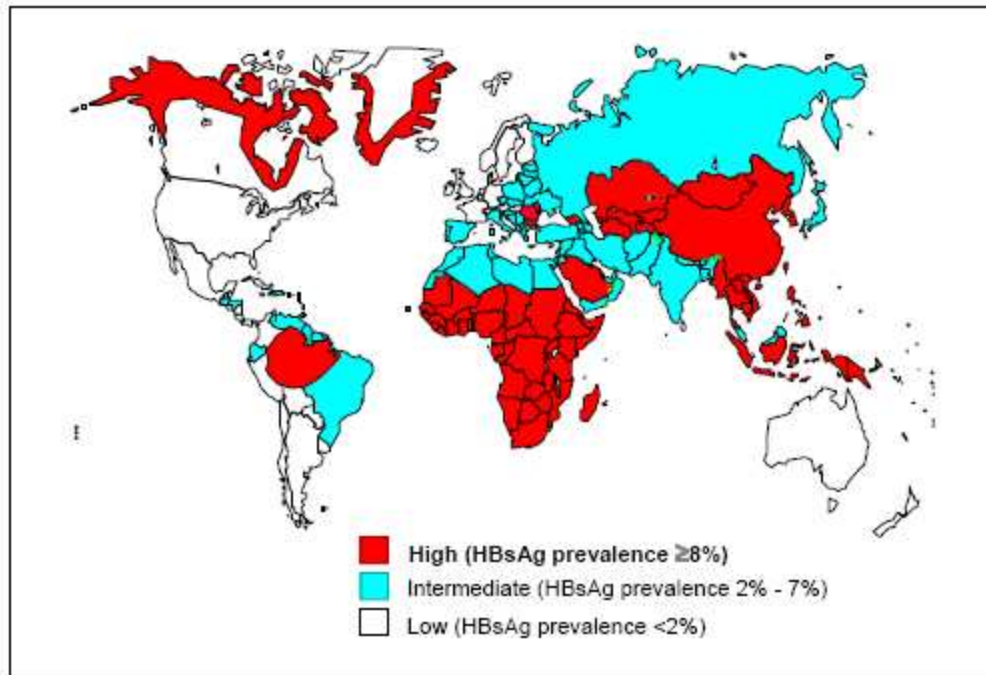 High (HBsAg prevalence ≥8%)
Intermediate (HBsAg prevalence 2% - 7%)
Low (HBsAg prevalence <2%)